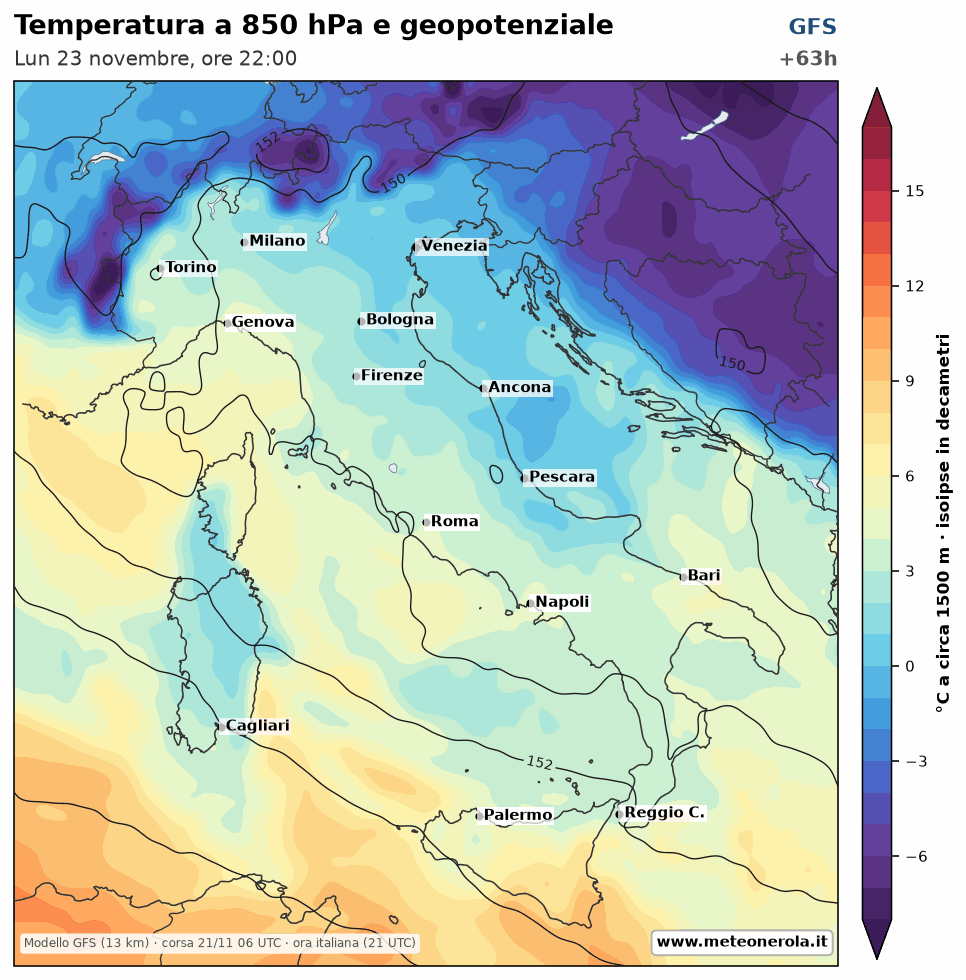 Temperatura a 850 hPa e geopotenziale
GFS
Lun 23 novembre, ore 22:00
+63h
152
150
Milano
Venezia
Torino
Genova
Bologna
150
Firenze
Ancona
Pescara
Roma
Bari
Napoli
Cagliari
152
Palermo
Reggio C.
Modello GFS (13 km) · corsa 21/11 06 UTC · ora italiana (21 UTC)
www.meteonerola.it
15
12
9
6
3
0
−3
−6
°C a circa 1500 m · isoipse in decametri